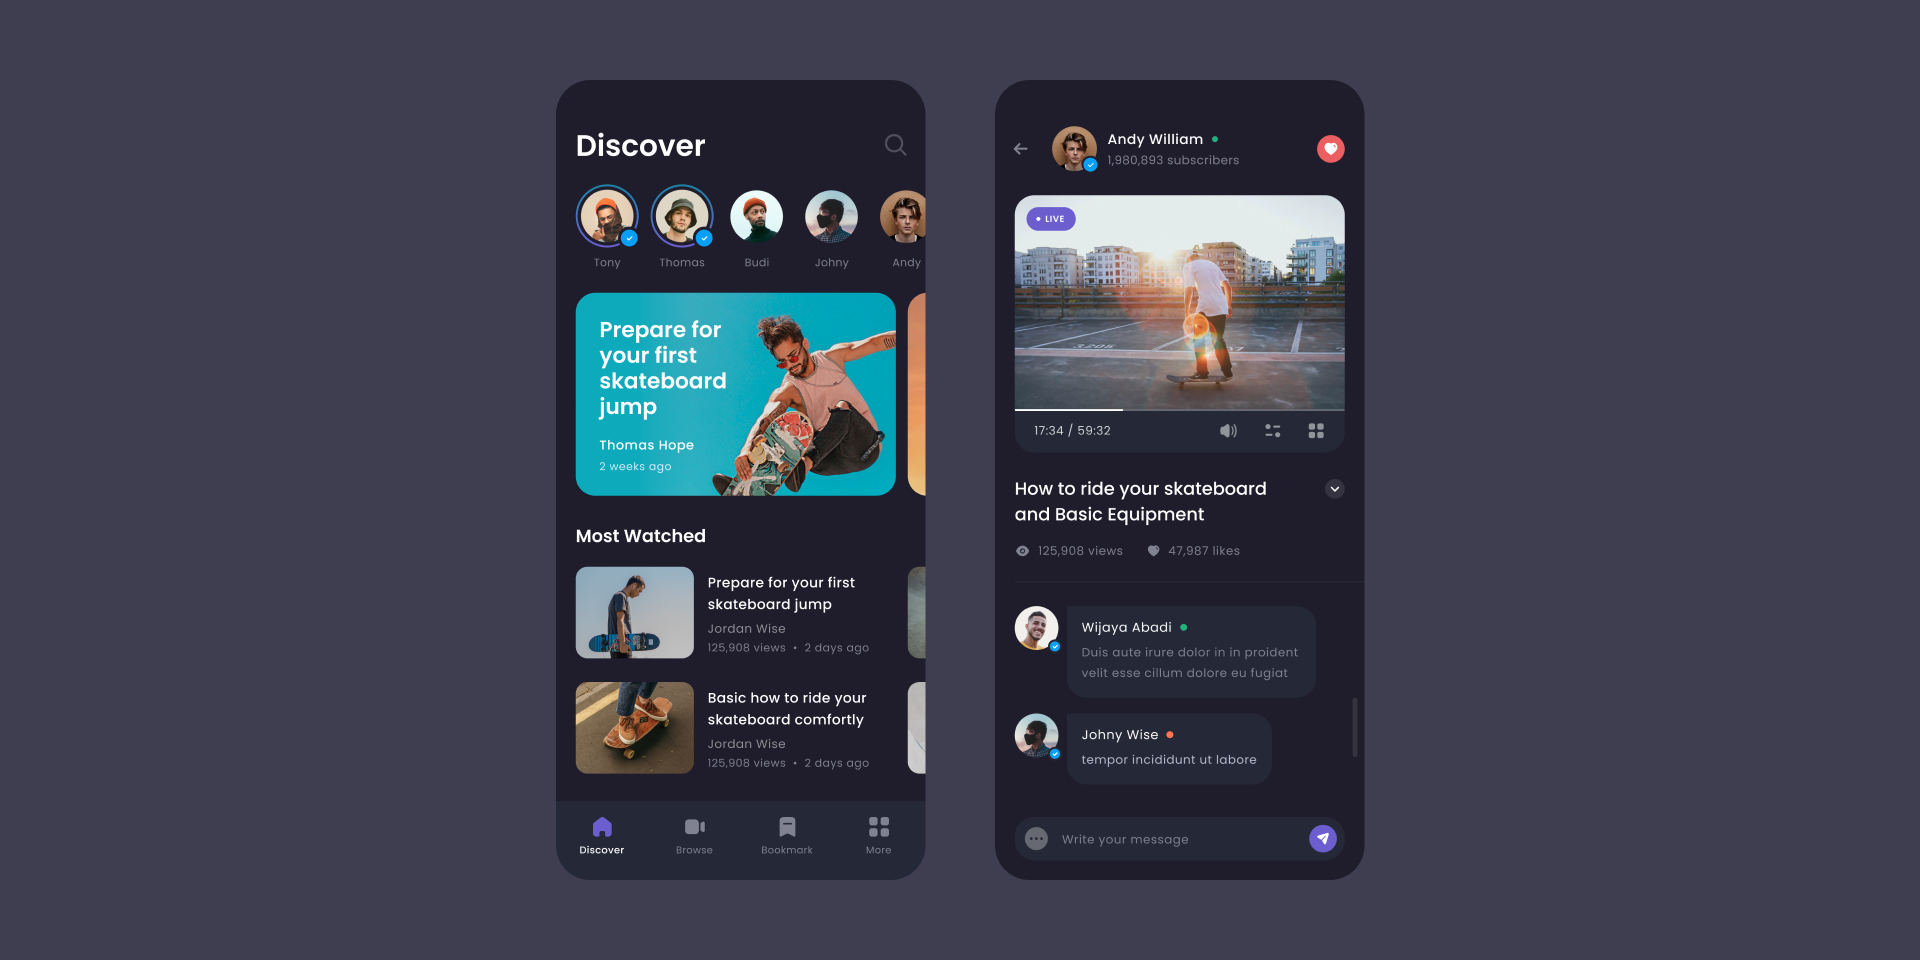 Discover
Tony
Thomas
Budi
Johny
Andy
Prepare for
your first
skateboard
jump
Thomas Hope
2 weeks ago
Most Watched
Prepare for your first
skateboard jump
Jordan Wise
125,908 views • 2 days ago
Basic how to ride your
skateboard comfortly
Jordan Wise
125,908 views • 2 days ago
Discover
Browse
Bookmark
More
Andy William
1,980,893 subscribers
LIVE
17:34 / 59:32
How to ride your skateboard
and Basic Equipment
125,908 views
47,987 likes
Wijaya Abadi
Duis aute irure dolor in in proident
velit esse cillum dolore eu fugiat
Johny Wise
tempor incididunt ut labore
Write your message